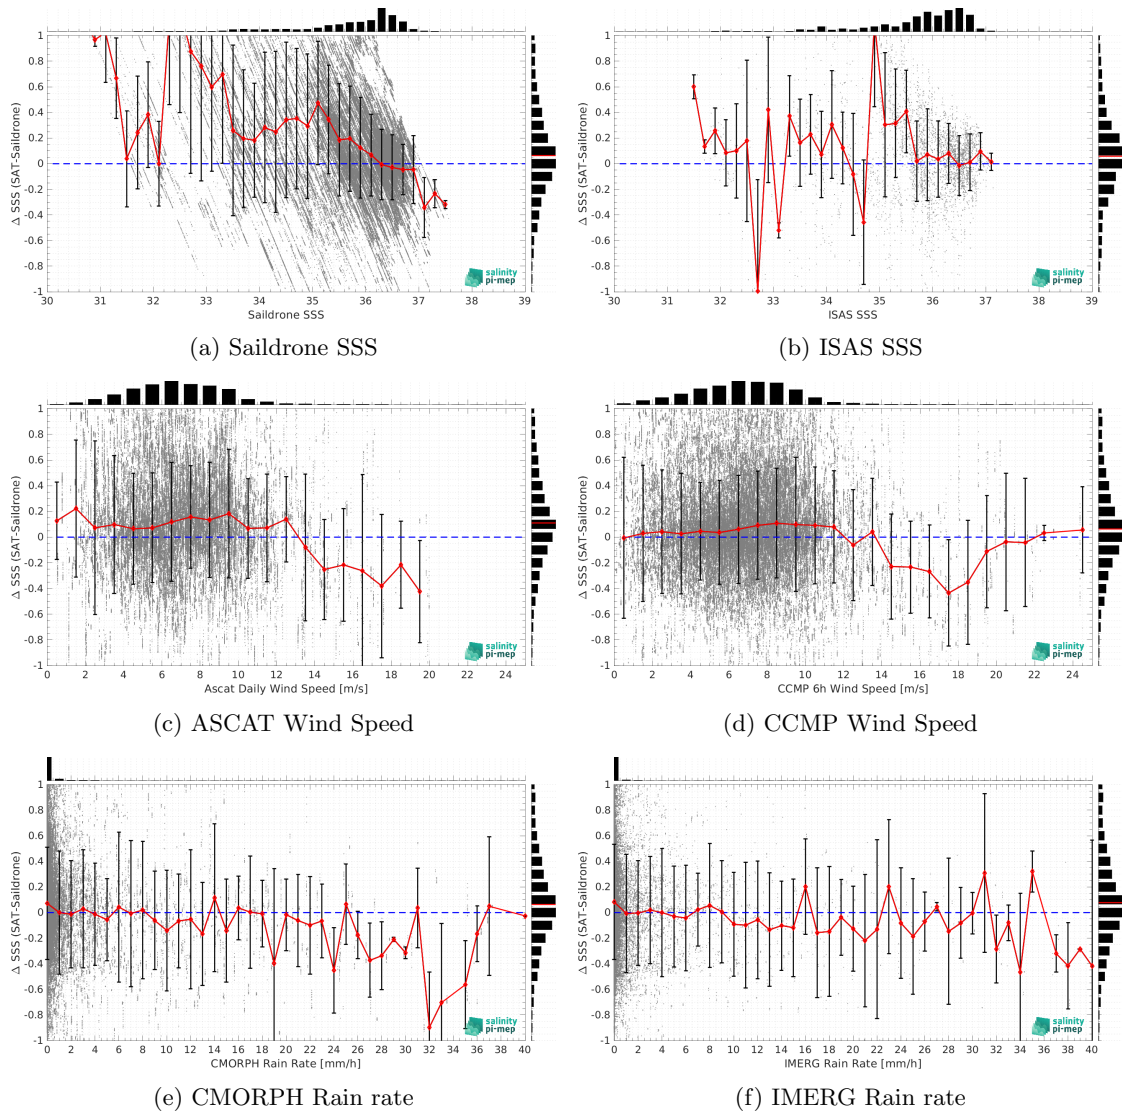 1
0.8
0.6
0.4
0.2
0
-0.2
-0.4
-0.6
-0.8
-1
Δ SSS (SAT-Saildrone)
salinity
pi-mep
30 31 32 33 34 35 36 37 38 39
Saildrone SSS
(a) Saildrone SSS
1
0.8
0.6
0.4
0.2
0
-0.2
-0.4
-0.6
-0.8
-1
Δ SSS (SAT-Saildrone)
salinity
pi-mep
30 31 32 33 34 35 36 37 38 39
ISAS SSS
(b) ISAS SSS
1
0.8
0.6
0.4
0.2
0
-0.2
-0.4
-0.6
-0.8
-1
Δ SSS (SAT-Saildrone)
salinity
pi-mep
0 2 4 6 8 10 12 14 16 18 20 22 24
Ascat Daily Wind Speed [m/s]
(c) ASCAT Wind Speed
1
0.8
0.6
0.4
0.2
0
-0.2
-0.4
-0.6
-0.8
-1
Δ SSS (SAT-Saildrone)
salinity
pi-mep
0 2 4 6 8 10 12 14 16 18 20 22 24
CCMP 6h Wind Speed [m/s]
(d) CCMP Wind Speed
1
0.8
0.6
0.4
0.2
0
-0.2
-0.4
-0.6
-0.8
-1
Δ SSS (SAT-Saildrone)
salinity
pi-mep
0 2 4 6 8 10 12 14 16 18 20 22 24 26 28 30 32 34 36 38 40
CMORPH Rain Rate [mm/h]
(e) CMORPH Rain rate
1
0.8
0.6
0.4
0.2
0
-0.2
-0.4
-0.6
-0.8
-1
Δ SSS (SAT-Saildrone)
salinity
pi-mep
0 2 4 6 8 10 12 14 16 18 20 22 24 26 28 30 32 34 36 38 40
IMERG Rain Rate [mm/h]
(f) IMERG Rain rate